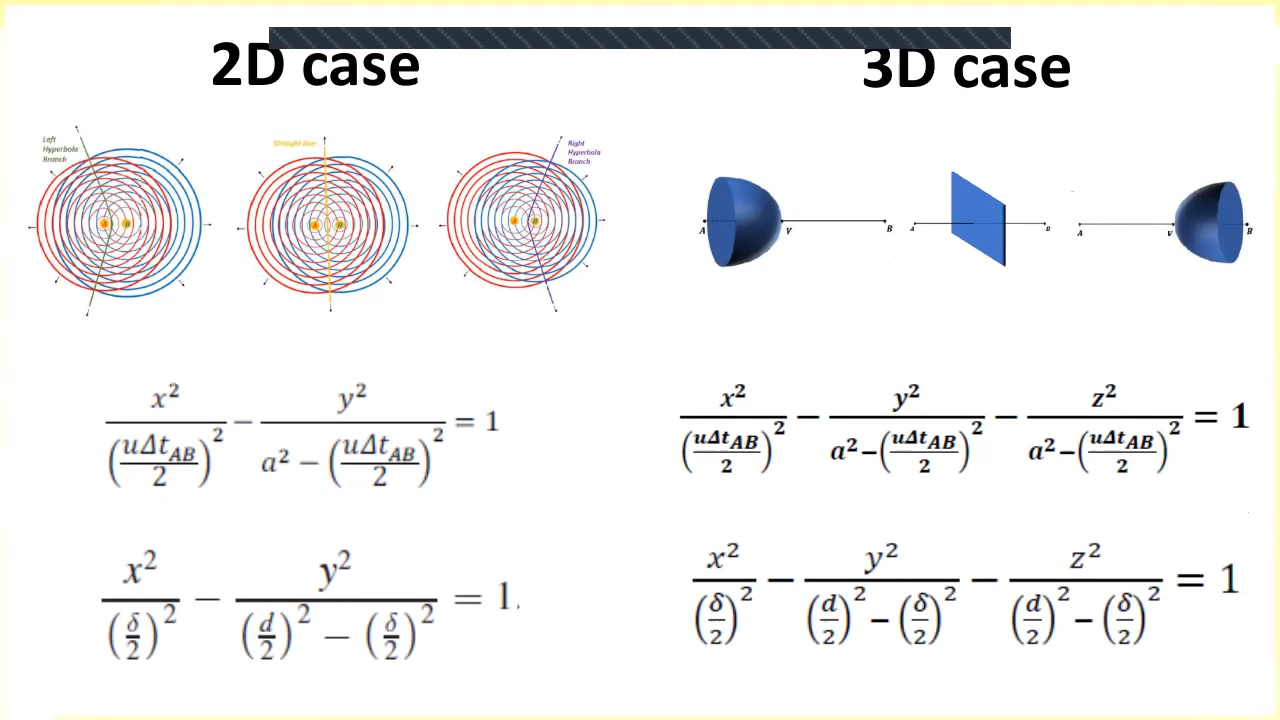 2D case
3D case
Left
Hyperbola
Branch
A B
Straight line
A B
Right
Hyperbola
Branch
A B
A V B
A B
A V B
x²/(uΔt_AB/2)² − y²/(a² − (uΔt_AB/2)²) = 1
x²/(uΔt_AB/2)² − y²/(a²−(uΔt_AB/2)²) − z²/(a²−(uΔt_AB/2)²) = 1
x²/(δ/2)² − y²/((d/2)² − (δ/2)²) = 1.
x²/(δ/2)² − y²/((d/2)² − (δ/2)²) − z²/((d/2)² − (δ/2)²) = 1